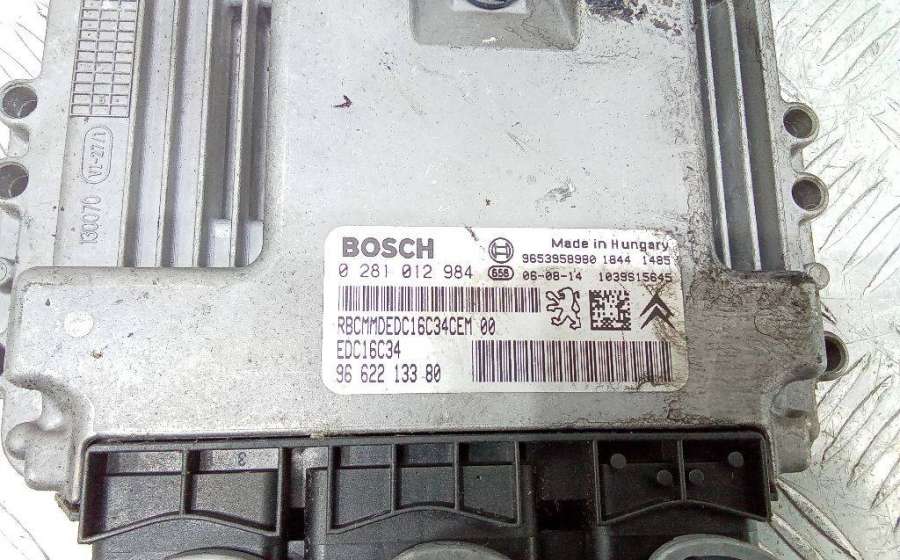 BOSCH
Made in Hungary
0 281 012 984
9653958980 1844 1485
656 06-08-14 1039S15645
RBCMMDEDC16C34CEM 00
EDC16C34
96 622 133 80
130070